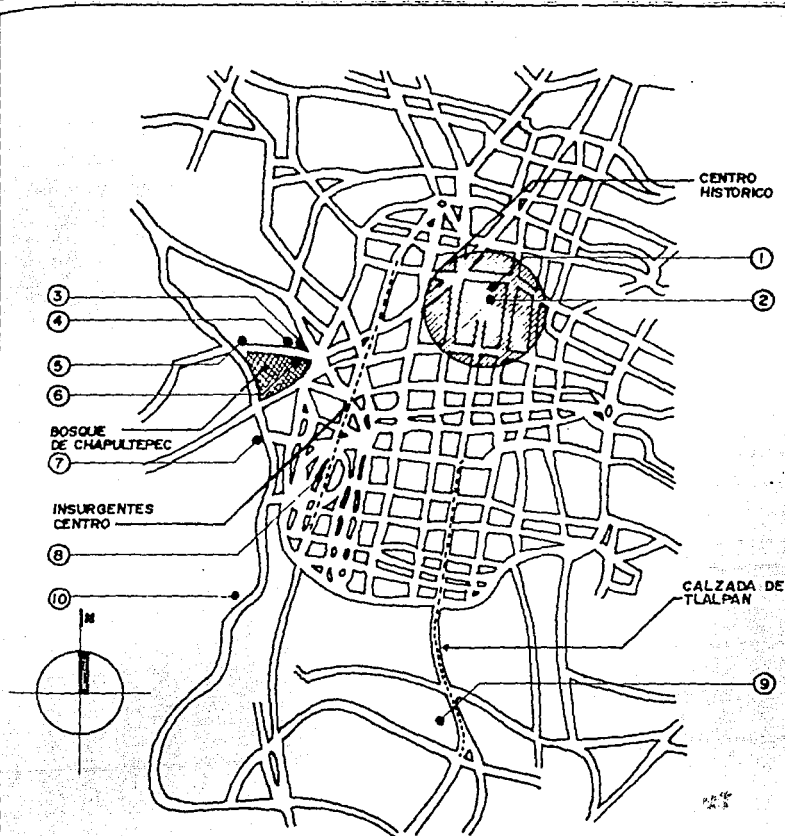 CENTRO
HISTORICO
1
2
3
4
5
6
BOSQUE
DE CHAPULTEPEC
7
INSURGENTES
CENTRO
8
10
CALZADA DE
TLALPAN
N
9